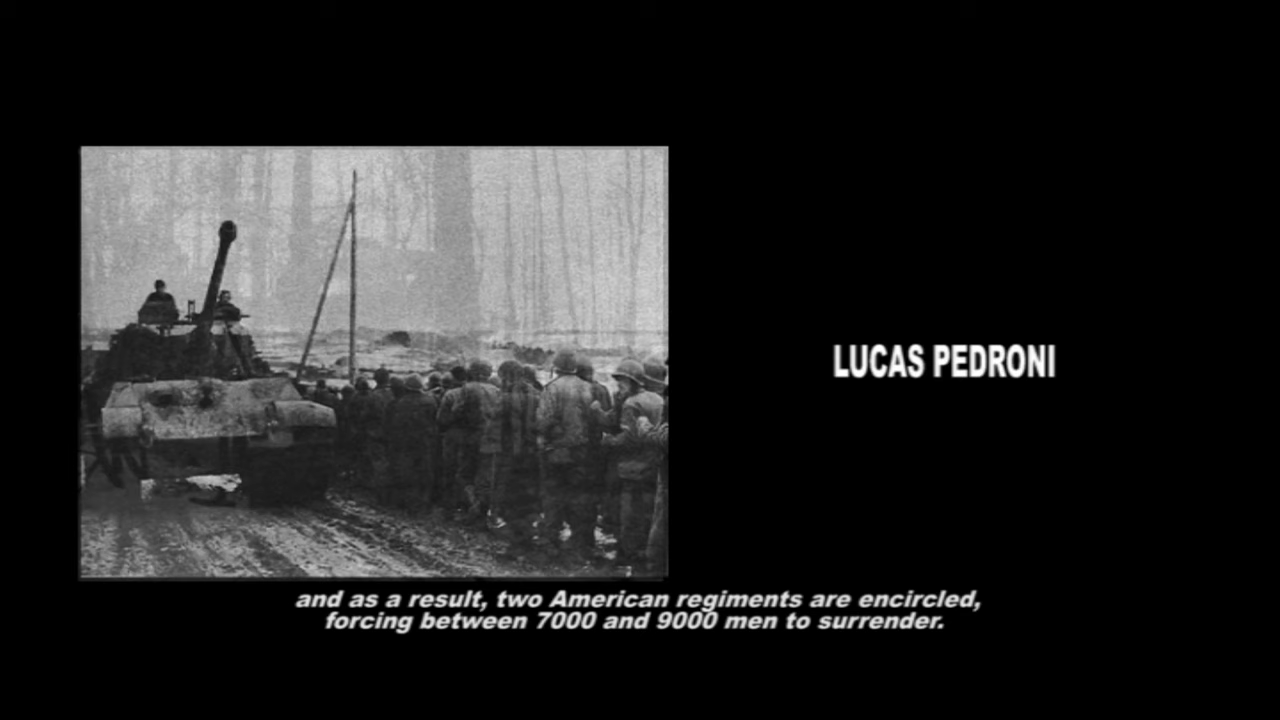 LUCAS PEDRONI
and as a result, two American regiments are encircled,
forcing between 7000 and 9000 men to surrender.